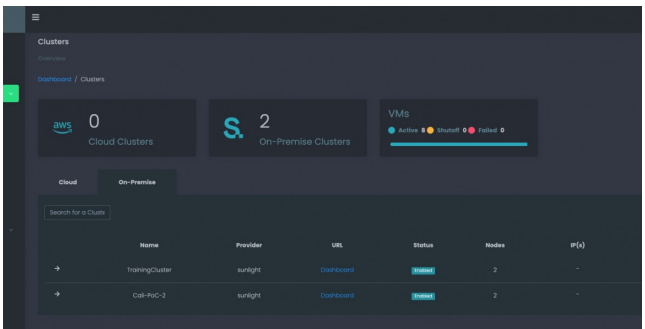 Clusters
Overview
Dashboard / Clusters
aws 0 Cloud Clusters
S. 2 On-Premise Clusters
VMs
Active 8 Shutoff 0 Failed 0
Cloud On-Premise
Search for a Cluste
Name Provider URL Status Nodes IP(s)
→ TrainingCluster sunlight Dashboard Enabled 2 -
→ Cali-PoC-2 sunlight Dashboard Enabled 2 -